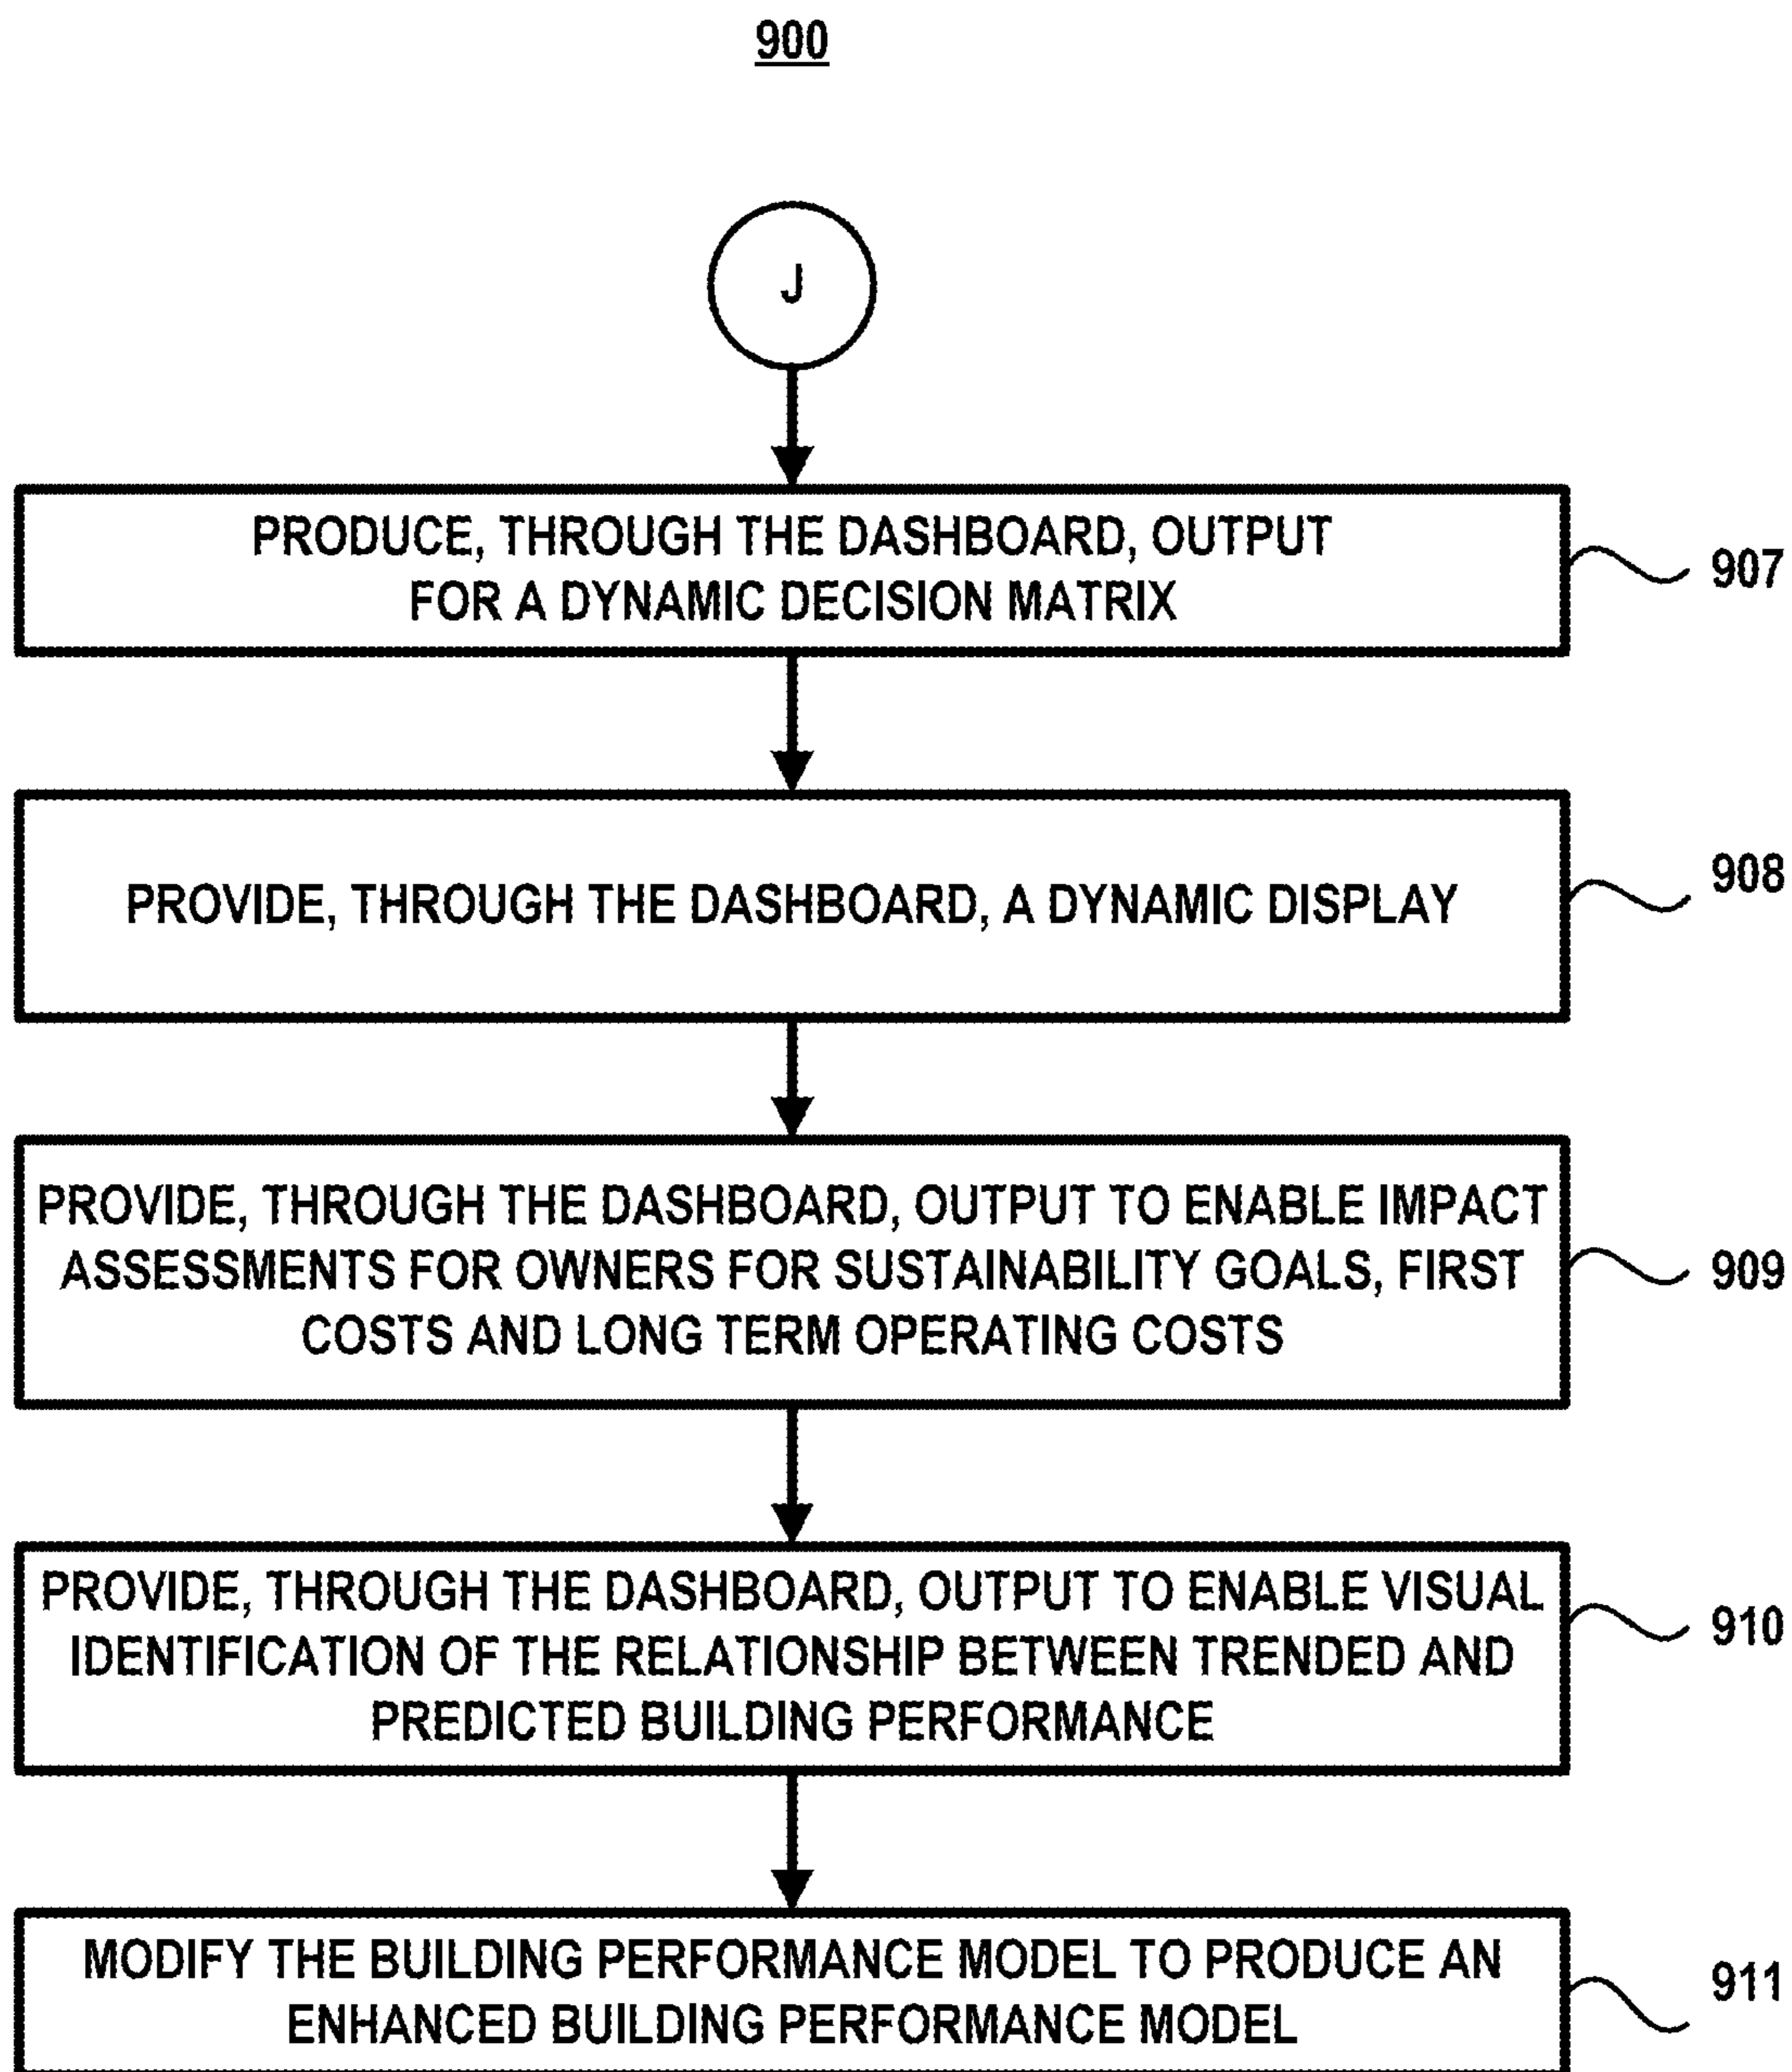 900
J
PRODUCE, THROUGH THE DASHBOARD, OUTPUT
FOR A DYNAMIC DECISION MATRIX
907
PROVIDE, THROUGH THE DASHBOARD, A DYNAMIC DISPLAY
908
PROVIDE, THROUGH THE DASHBOARD, OUTPUT TO ENABLE IMPACT
ASSESSMENTS FOR OWNERS FOR SUSTAINABILITY GOALS, FIRST
COSTS AND LONG TERM OPERATING COSTS
909
PROVIDE, THROUGH THE DASHBOARD, OUTPUT TO ENABLE VISUAL
IDENTIFICATION OF THE RELATIONSHIP BETWEEN TRENDED AND
PREDICTED BUILDING PERFORMANCE
910
MODIFY THE BUILDING PERFORMANCE MODEL TO PRODUCE AN
ENHANCED BUILDING PERFORMANCE MODEL
911